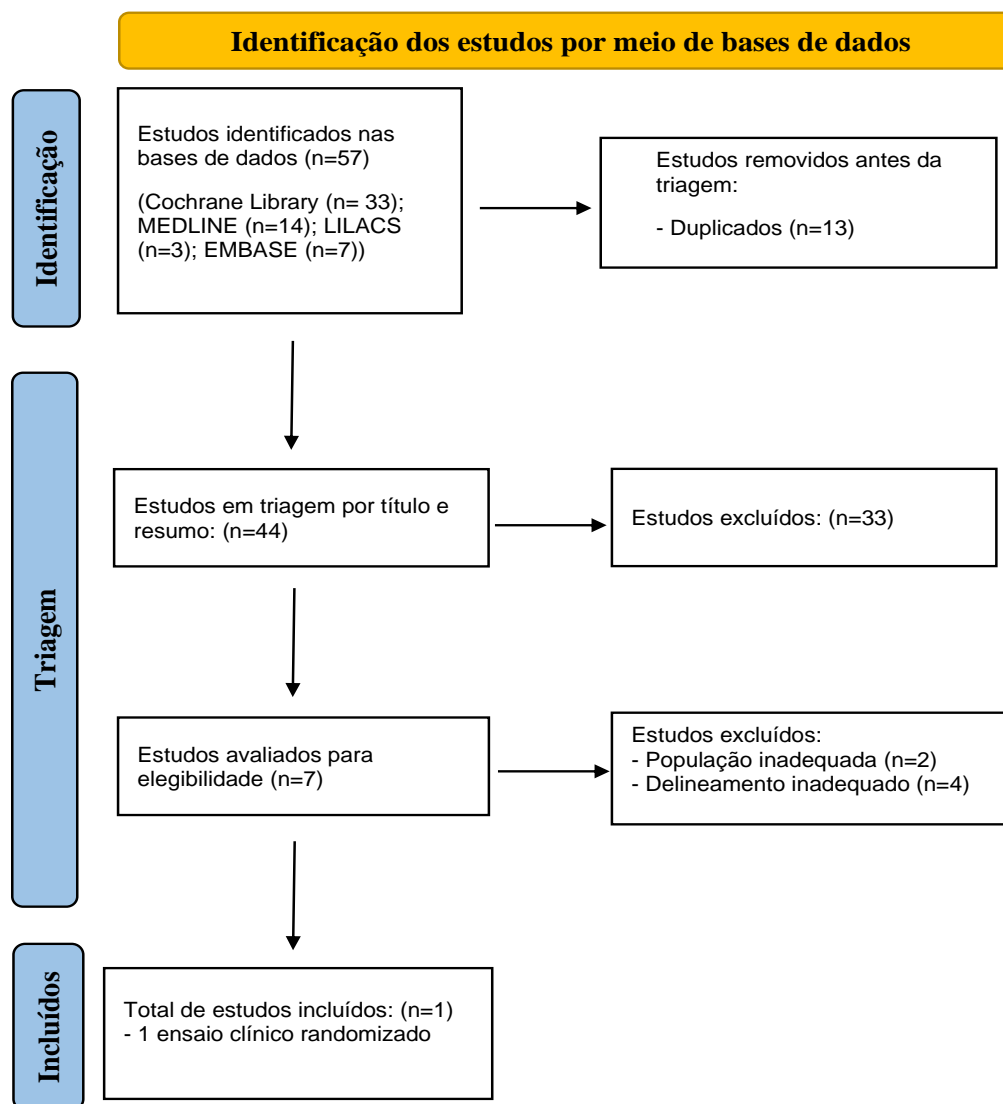 Identificação dos estudos por meio de bases de dados
Identificação
Estudos identificados nas
bases de dados (n=57)
(Cochrane Library (n= 33);
MEDLINE (n=14); LILACS
(n=3); EMBASE (n=7))
Estudos removidos antes da
triagem:
- Duplicados (n=13)
Triagem
Estudos em triagem por título e
resumo: (n=44)
Estudos excluídos: (n=33)
Estudos avaliados para
elegibilidade (n=7)
Estudos excluídos:
- População inadequada (n=2)
- Delineamento inadequado (n=4)
Incluídos
Total de estudos incluídos: (n=1)
- 1 ensaio clínico randomizado